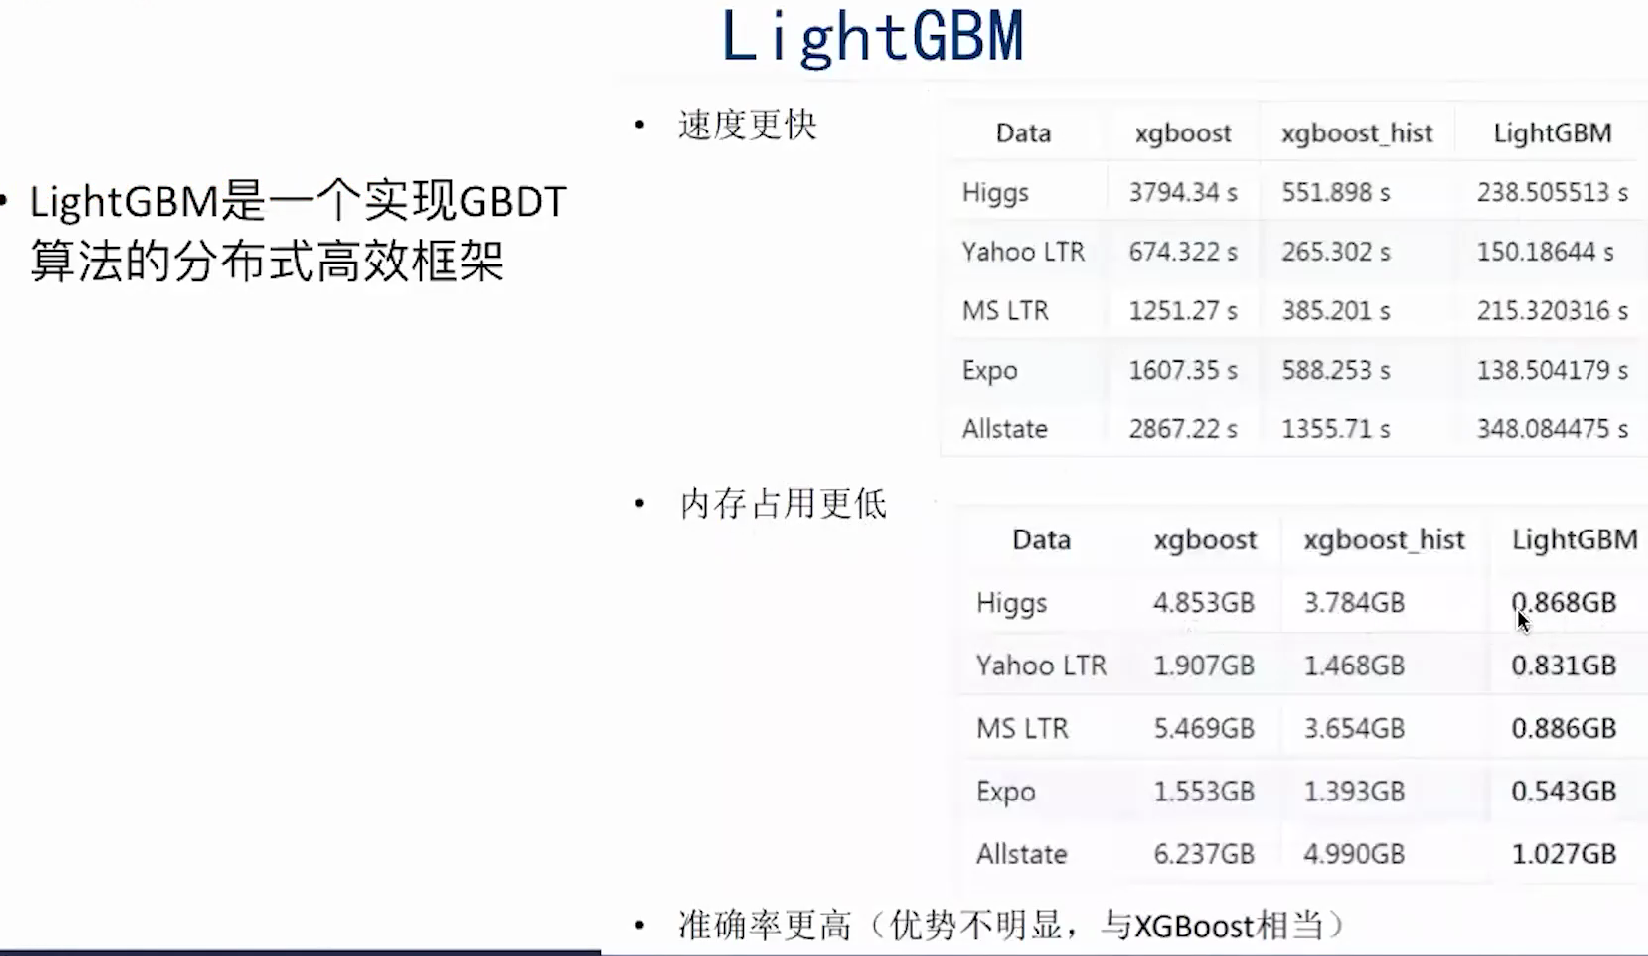 LightGBM
• LightGBM是一个实现GBDT
算法的分布式高效框架
• 速度更快
Data xgboost xgboost_hist LightGBM
Higgs 3794.34 s 551.898 s 238.505513 s
Yahoo LTR 674.322 s 265.302 s 150.18644 s
MS LTR 1251.27 s 385.201 s 215.320316 s
Expo 1607.35 s 588.253 s 138.504179 s
Allstate 2867.22 s 1355.71 s 348.084475 s
• 内存占用更低
Data xgboost xgboost_hist LightGBM
Higgs 4.853GB 3.784GB 0.868GB
Yahoo LTR 1.907GB 1.468GB 0.831GB
MS LTR 5.469GB 3.654GB 0.886GB
Expo 1.553GB 1.393GB 0.543GB
Allstate 6.237GB 4.990GB 1.027GB
• 准确率更高（优势不明显，与XGBoost相当）